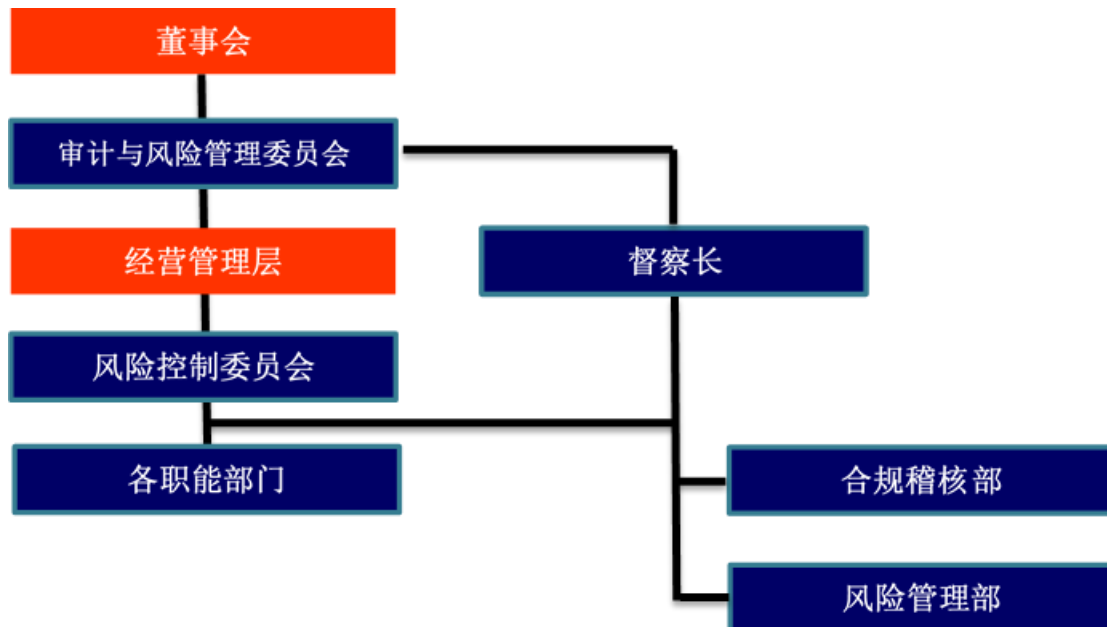 董事会
审计与风险管理委员会
经营管理层
督察长
风险控制委员会
各职能部门
合规稽核部
风险管理部